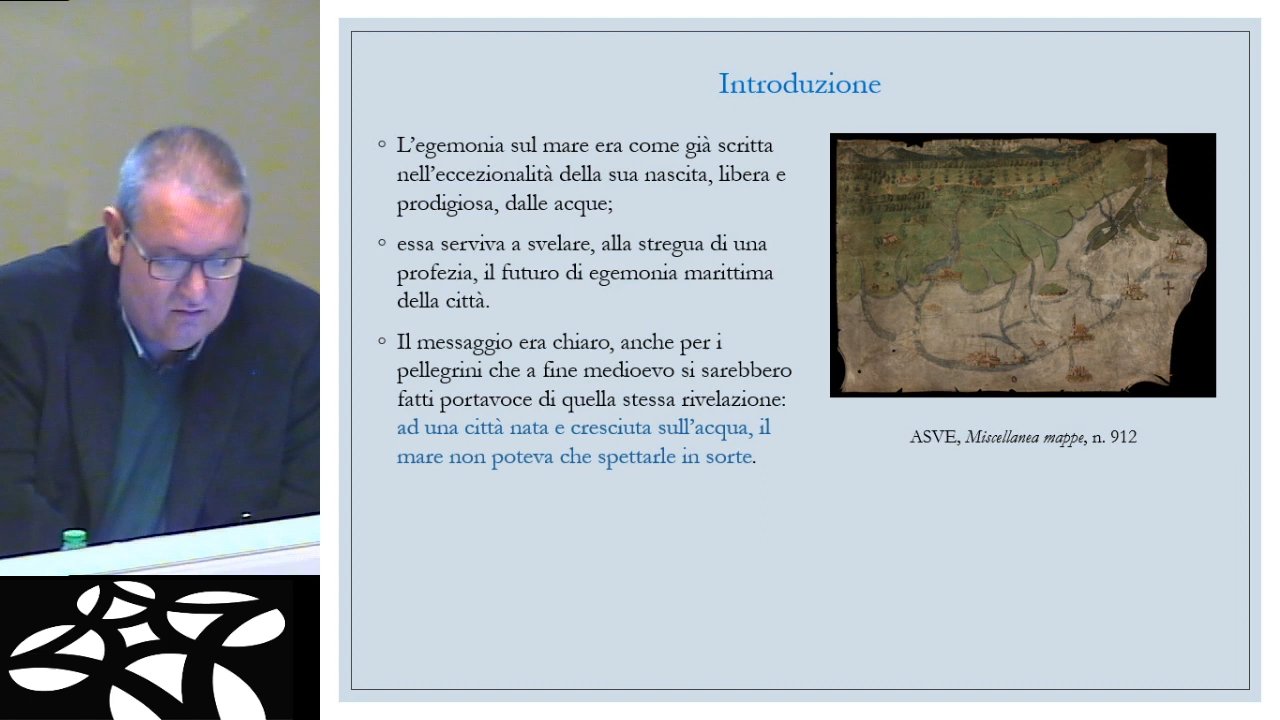 Introduzione
L'egemonia sul mare era come già scritta
nell'eccezionalità della sua nascita, libera e
prodigiosa, dalle acque;
essa serviva a svelare, alla stregua di una
profezia, il futuro di egemonia marittima
della città.
Il messaggio era chiaro, anche per i
pellegrini che a fine medioevo si sarebbero
fatti portavoce di quella stessa rivelazione:
ad una città nata e cresciuta sull'acqua, il
mare non poteva che spettarle in sorte.
ASVE, Miscellanea mappe, n. 912